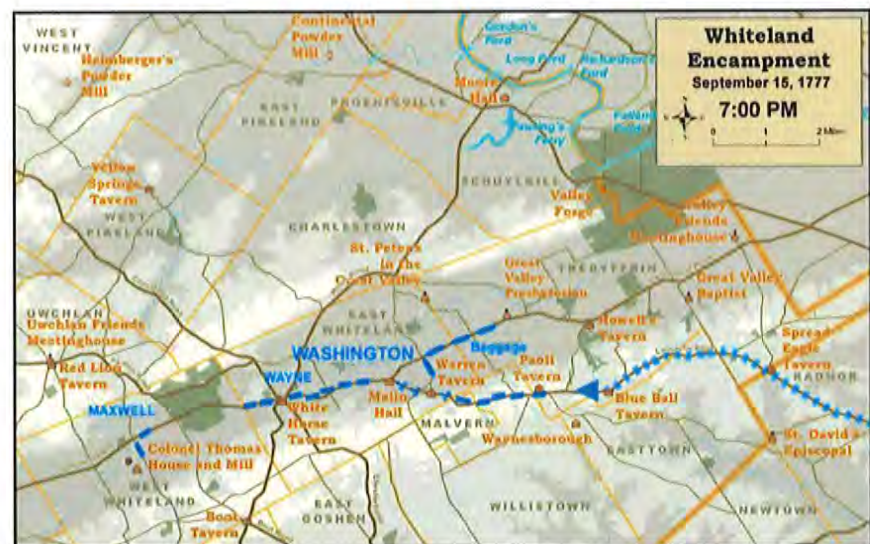 Whiteland
Encampment
September 15, 1777
7:00 PM
0
2 Miles
WEST
VINCENT
Heimberger's
Powder
Mill
Continental
Powder
Mill
EAST
PIKELAND
PHOENIXVILLE
Gordon's
Ford
Long Ford
Richardson's
Ford
Moore
Hall
Fatland
Ford
Ferry
SCHUYLKILL
Valley
Forge
Valley
Friends
Meetinghouse
Yellow
Springs
Tavern
WEST
PIKELAND
CHARLESTOWN
St. Peters
in the
Great Valley
Great
Valley
Presbyterian
TREDYFFRIN
Great Valley
Baptist
UWCHLAN
Uwchlan Friends
Meetinghouse
Red Lion
Tavern
EAST
WHITELAND
WASHINGTON
Baggage
Howell's
Tavern
Spread
Eagle
Tavern
RADNOR
WAYNE
Warren
Tavern
Paoli
Tavern
MAXWELL
White
Horse
Tavern
Malin
Hall
Blue Ball
Tavern
MALVERN
Waynesborough
St. David's
Episcopal
Colonel Thomas
House and Mill
EASTTOWN
WEST
WHITELAND
Boot
Tavern
EAST
GOSHEN
WILLISTOWN
NEWTOWN